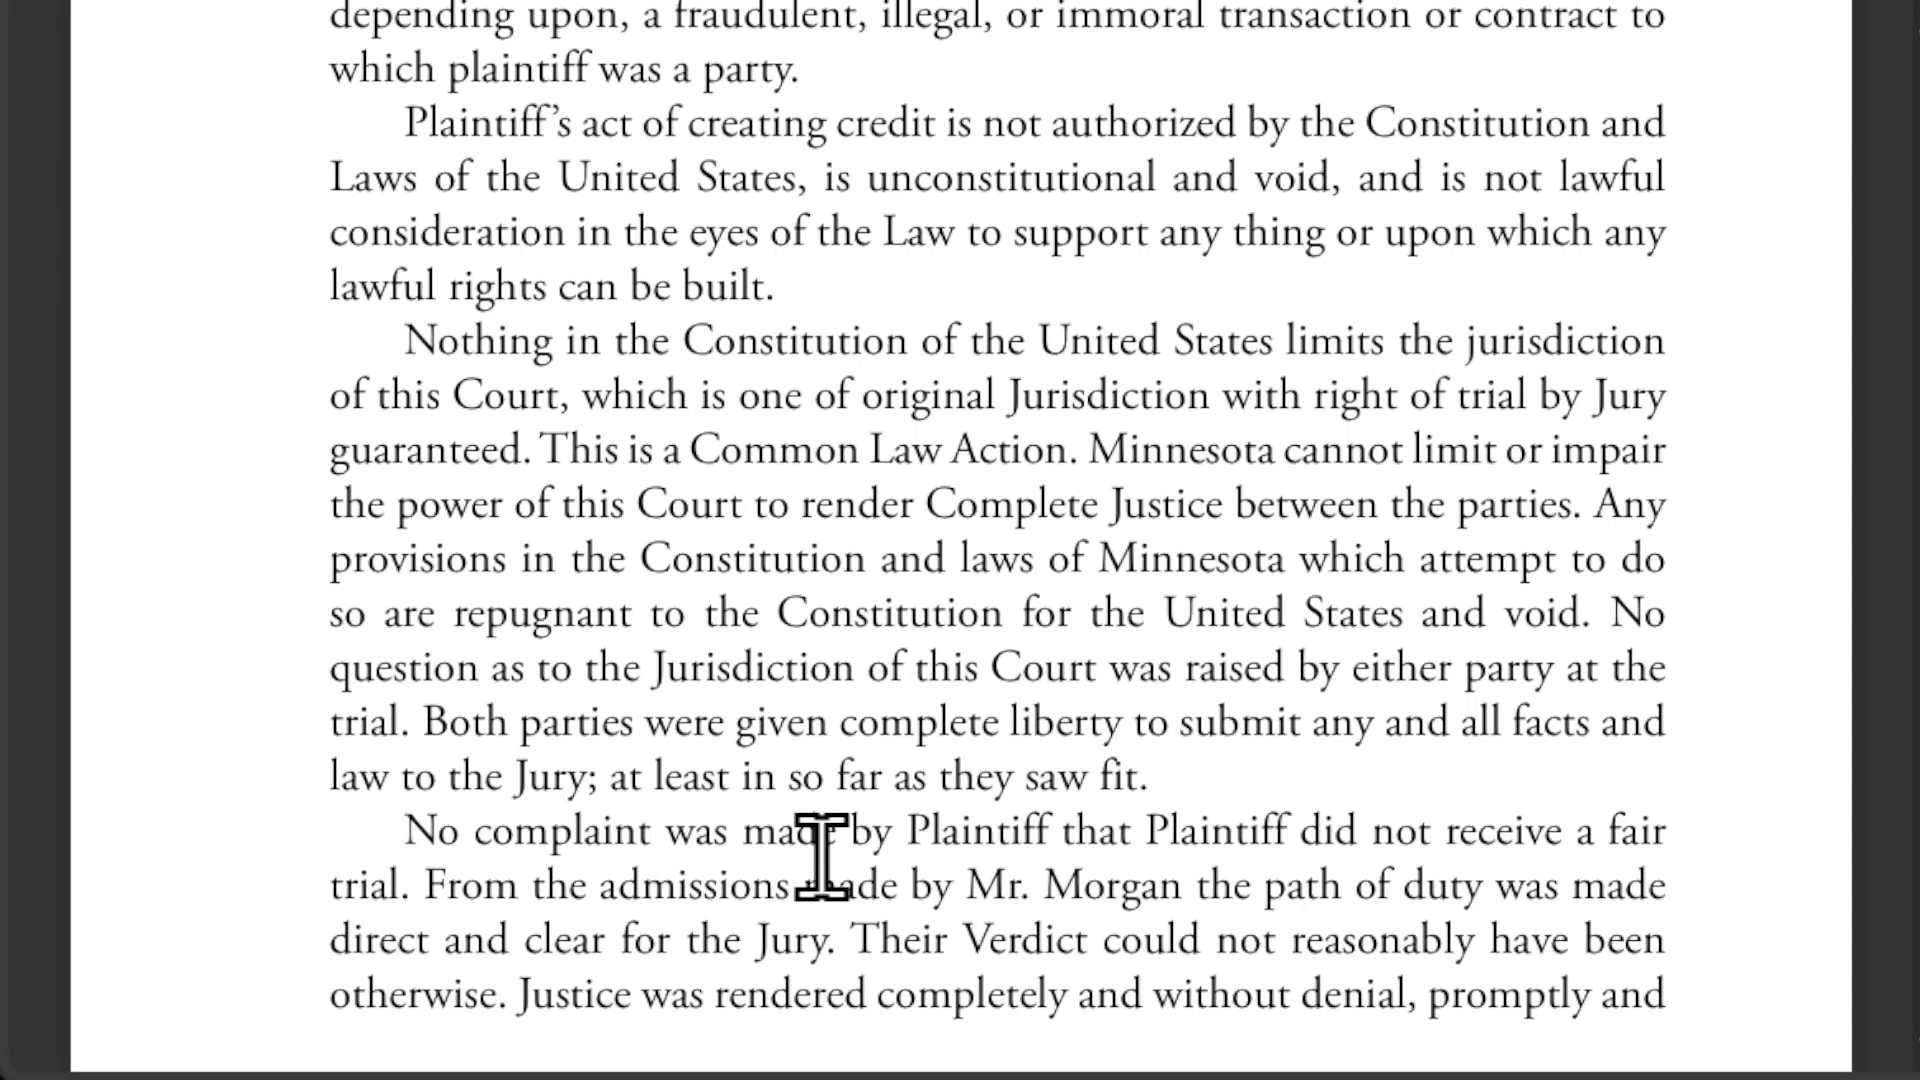 depending upon, a fraudulent, illegal, or immoral transaction or contract to
which plaintiff was a party.
Plaintiff’s act of creating credit is not authorized by the Constitution and
Laws of the United States, is unconstitutional and void, and is not lawful
consideration in the eyes of the Law to support any thing or upon which any
lawful rights can be built.
Nothing in the Constitution of the United States limits the jurisdiction
of this Court, which is one of original Jurisdiction with right of trial by Jury
guaranteed. This is a Common Law Action. Minnesota cannot limit or impair
the power of this Court to render Complete Justice between the parties. Any
provisions in the Constitution and laws of Minnesota which attempt to do
so are repugnant to the Constitution for the United States and void. No
question as to the Jurisdiction of this Court was raised by either party at the
trial. Both parties were given complete liberty to submit any and all facts and
law to the Jury; at least in so far as they saw fit.
No complaint was made by Plaintiff that Plaintiff did not receive a fair
trial. From the admissions made by Mr. Morgan the path of duty was made
direct and clear for the Jury. Their Verdict could not reasonably have been
otherwise. Justice was rendered completely and without denial, promptly and